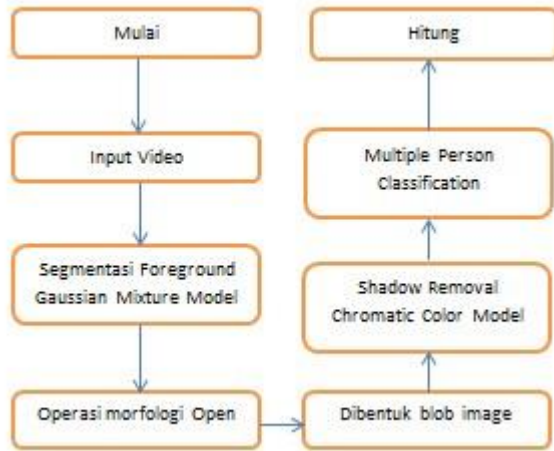 Mulai
Input Video
Segmentasi Foreground
Gaussian Mixture Model
Operasi morfologi Open
Dibentuk blob image
Shadow Removal
Chromatic Color Model
Multiple Person
Classification
Hitung